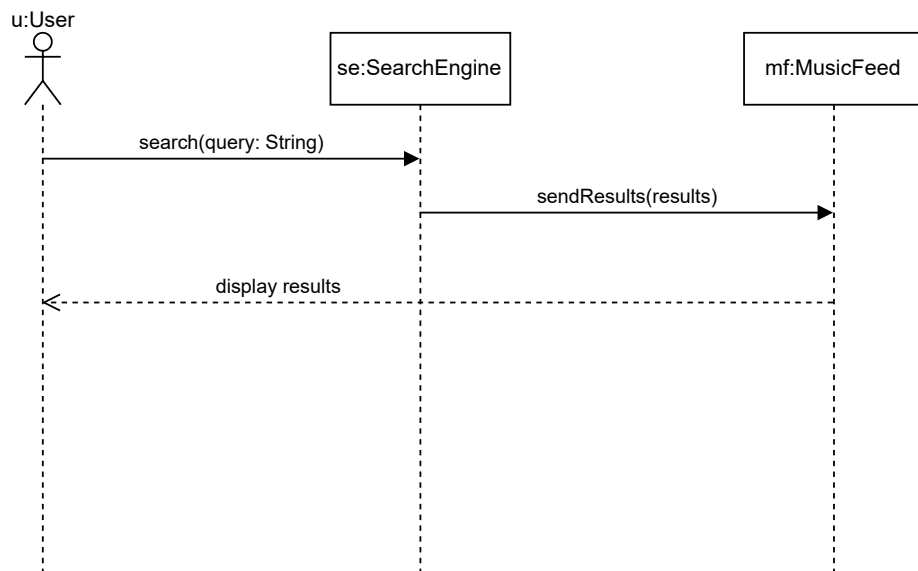 u:User
se:SearchEngine
mf:MusicFeed
search(query: String)
sendResults(results)
display results